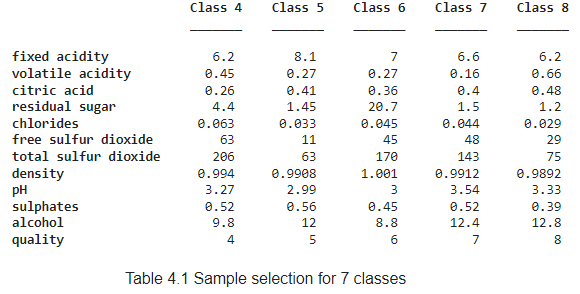 Class 4 Class 5 Class 6 Class 7 Class 8
fixed acidity 6.2 8.1 7 6.6 6.2
volatile acidity 0.45 0.27 0.27 0.16 0.66
citric acid 0.26 0.41 0.36 0.4 0.48
residual sugar 4.4 1.45 20.7 1.5 1.2
chlorides 0.063 0.033 0.045 0.044 0.029
free sulfur dioxide 63 11 45 48 29
total sulfur dioxide 206 63 170 143 75
density 0.994 0.9908 1.001 0.9912 0.9892
pH 3.27 2.99 3 3.54 3.33
sulphates 0.52 0.56 0.45 0.52 0.39
alcohol 9.8 12 8.8 12.4 12.8
quality 4 5 6 7 8
Table 4.1 Sample selection for 7 classes